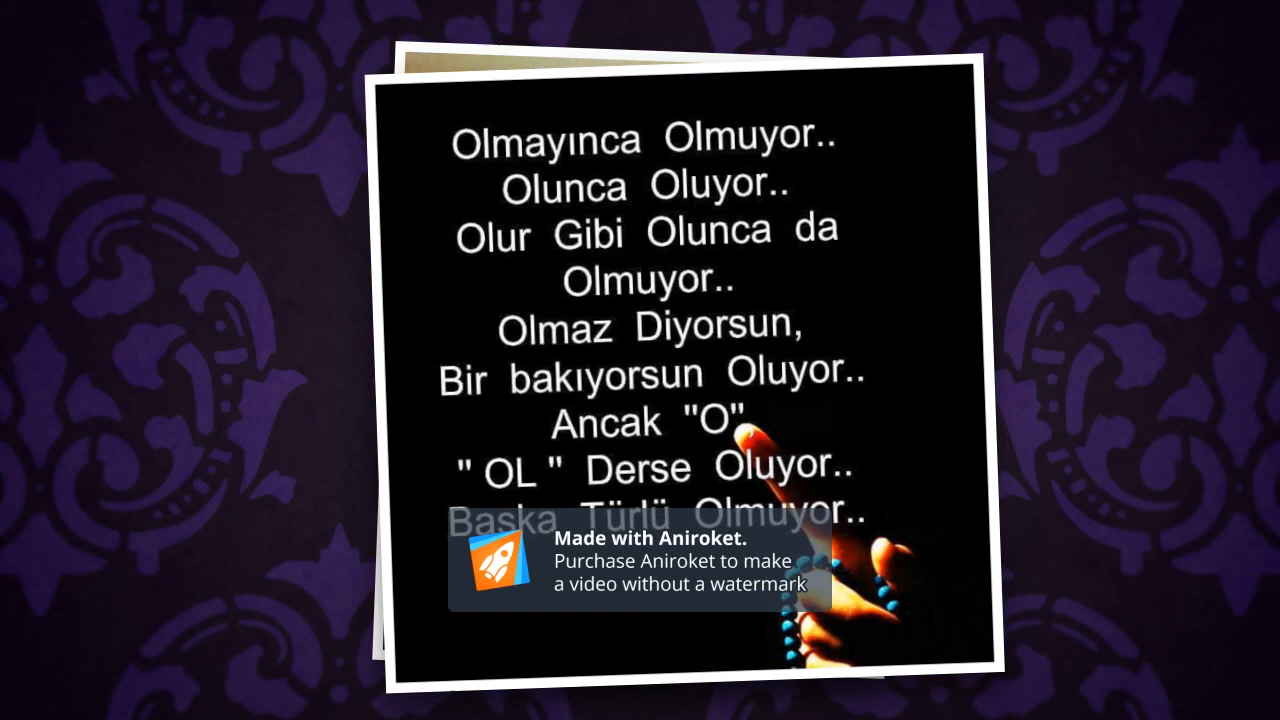 Olmayınca Olmuyor..
Olunca Oluyor..
Olur Gibi Olunca da
Olmuyor..
Olmaz Diyorsun,
Bir bakıyorsun Oluyor..
Ancak "O"
" OL " Derse Oluyor..
Başka Türlü Olmuyor..
Made with Aniroket.
Purchase Aniroket to make
a video without a watermark